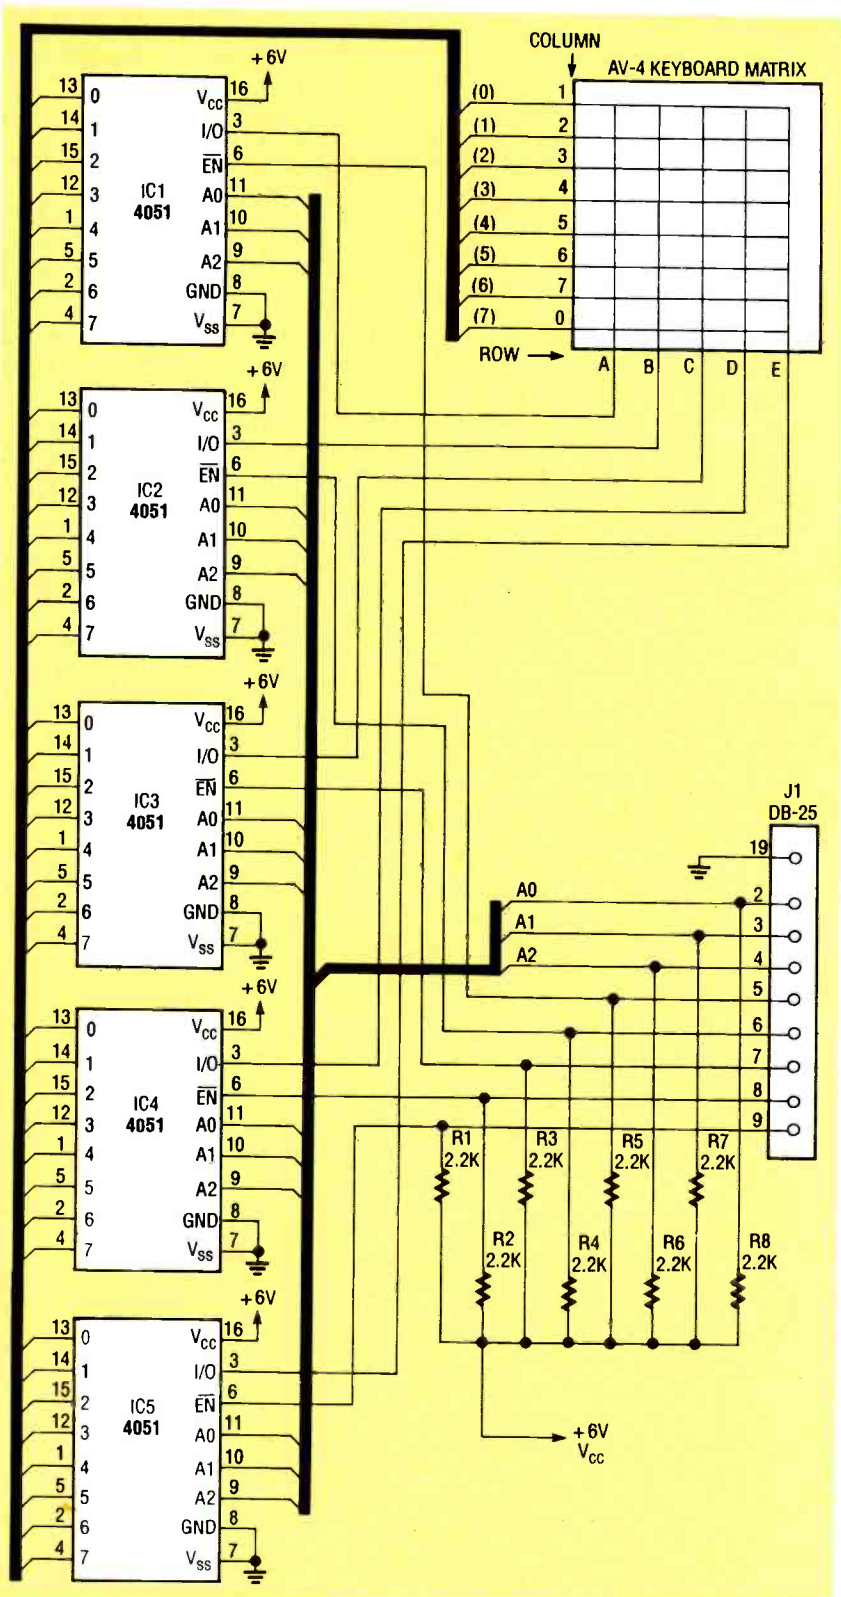 COLUMN
AV-4 KEYBOARD MATRIX
(0) 1
(1) 2
(2) 3
(3) 4
(4) 5
(5) 6
(6) 7
(7) 0
ROW
A B C D E
+6V
13 0 VCC 16
14 1 I/O 3
15 2 EN 6
12 3 IC1 A0 11
1 4 4051 A1 10
5 5 A2 9
2 6 GND 8
4 7 VSS 7
+6V
13 0 VCC 16
14 1 I/O 3
15 2 EN 6
12 3 IC2 A0 11
1 4 4051 A1 10
5 5 A2 9
2 6 GND 8
4 7 VSS 7
+6V
13 0 VCC 16
14 1 I/O 3
15 2 EN 6
12 3 IC3 A0 11
1 4 4051 A1 10
5 5 A2 9
2 6 GND 8
4 7 VSS 7
+6V
13 0 VCC 16
14 1 I/O 3
15 2 EN 6
12 3 IC4 A0 11
1 4 4051 A1 10
5 5 A2 9
2 6 GND 8
4 7 VSS 7
+6V
13 0 VCC 16
14 1 I/O 3
15 2 EN 6
12 3 IC5 A0 11
1 4 4051 A1 10
5 5 A2 9
2 6 GND 8
4 7 VSS 7
J1
DB-25
19
A0 2
A1 3
A2 4
5
6
7
8
9
R1
2.2K
R3
2.2K
R5
2.2K
R7
2.2K
R2
2.2K
R4
2.2K
R6
2.2K
R8
2.2K
+6V
VCC